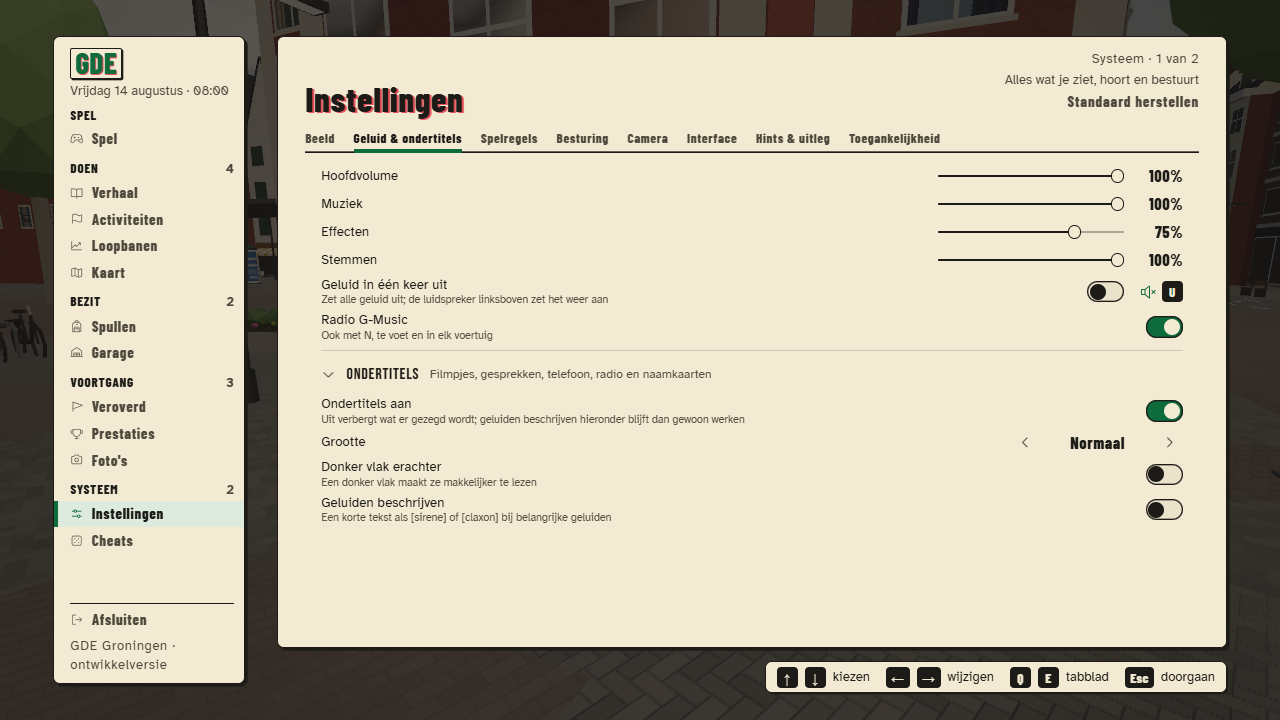 GDE
Vrijdag 14 augustus · 08:00
SPEL
Spel
DOEN 4
Verhaal
Activiteiten
Loopbanen
Kaart
BEZIT 2
Spullen
Garage
VOORTGANG 3
Veroverd
Prestaties
Foto's
SYSTEEM 2
Instellingen
Cheats
Afsluiten
GDE Groningen ·
ontwikkelversie
Systeem · 1 van 2
Alles wat je ziet, hoort en bestuurt
Standaard herstellen
Instellingen
Beeld Geluid & ondertitels Spelregels Besturing Camera Interface Hints & uitleg Toegankelijkheid
Hoofdvolume 100%
Muziek 100%
Effecten 75%
Stemmen 100%
Geluid in één keer uit U
Zet alle geluid uit; de luidspreker linksboven zet het weer aan
Radio G-Music
Ook met N, te voet en in elk voertuig
ONDERTITELS Filmpjes, gesprekken, telefoon, radio en naamkaarten
Ondertitels aan
Uit verbergt wat er gezegd wordt; geluiden beschrijven hieronder blijft dan gewoon werken
Grootte Normaal
Donker vlak erachter
Een donker vlak maakt ze makkelijker te lezen
Geluiden beschrijven
Een korte tekst als [sirene] of [claxon] bij belangrijke geluiden
↑ ↓ kiezen ← → wijzigen Q E tabblad Esc doorgaan